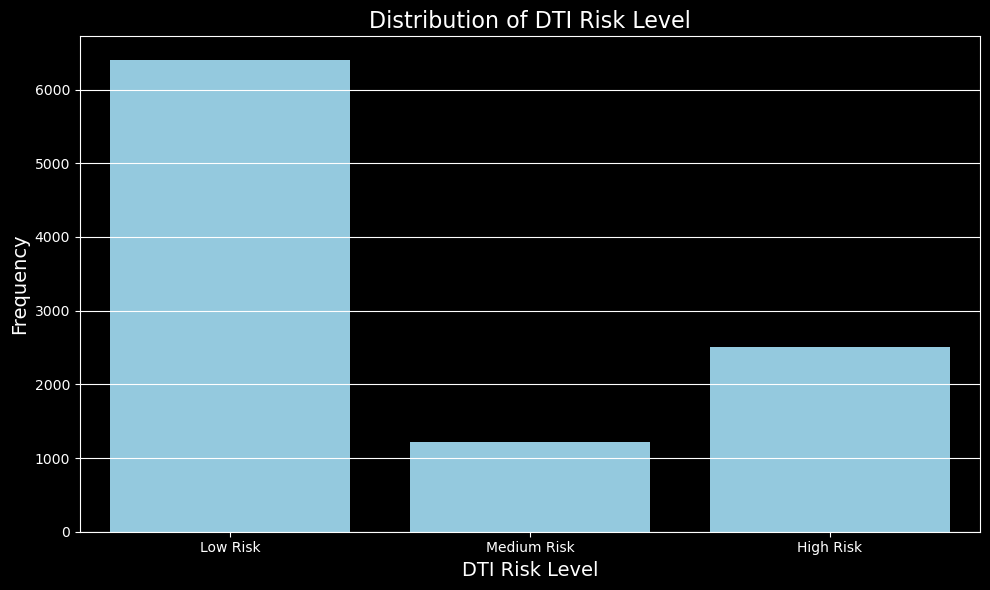 Distribution of DTI Risk Level
Frequency
6000
5000
4000
3000
2000
1000
0
Low Risk
Medium Risk
High Risk
DTI Risk Level